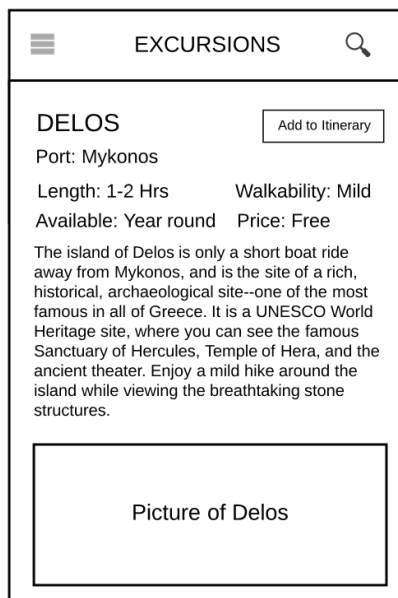 EXCURSIONS
DELOS
Add to Itinerary
Port: Mykonos
Length: 1-2 Hrs Walkability: Mild
Available: Year round Price: Free
The island of Delos is only a short boat ride
away from Mykonos, and is the site of a rich,
historical, archaeological site--one of the most
famous in all of Greece. It is a UNESCO World
Heritage site, where you can see the famous
Sanctuary of Hercules, Temple of Hera, and the
ancient theater. Enjoy a mild hike around the
island while viewing the breathtaking stone
structures.
Picture of Delos